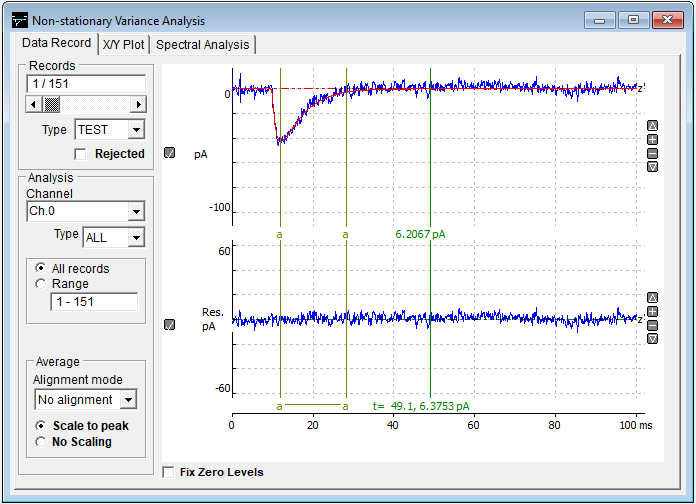 Non-stationary Variance Analysis
Data Record
X/Y Plot
Spectral Analysis
Records
1 / 151
Type
TEST
Rejected
Analysis
Channel
Ch.0
Type
ALL
All records
Range
1 - 151
Average
Alignment mode
No alignment
Scale to peak
No Scaling
0
pA
-100
z
a
a
6.2067 pA
60
Res.
pA
-60
z
a
a
t= 49.1, 6.3753 pA
0
20
40
60
80
100 ms
Fix Zero Levels